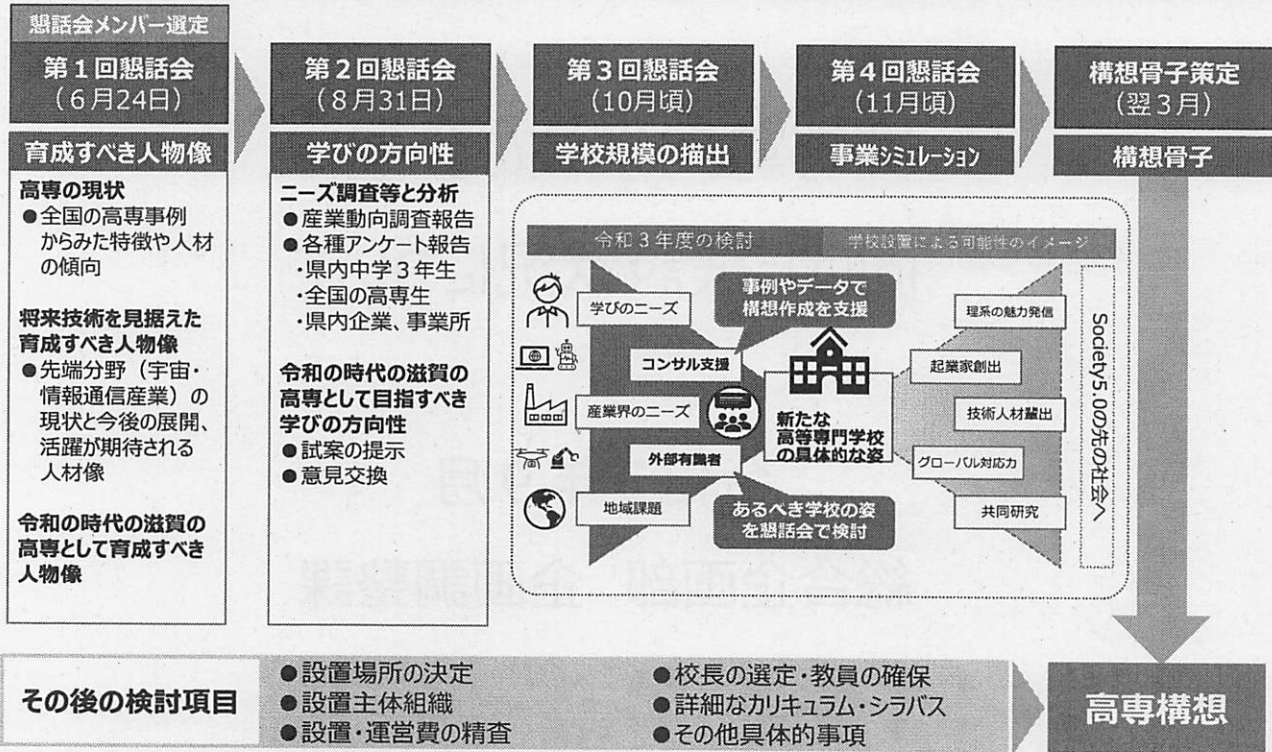 懇話会メンバー選定
第1回懇話会
（6月24日）
育成すべき人物像
高専の現状
●全国の高専事例
からみた特徴や人材
の傾向
将来技術を見据えた
育成すべき人物像
●先端分野（宇宙・
情報通信産業）の
現状と今後の展開、
活躍が期待される
人材像
令和の時代の滋賀の
高専として育成すべき
人物像
第2回懇話会
（8月31日）
学びの方向性
ニーズ調査等と分析
●産業動向調査報告
●各種アンケート報告
・県内中学3年生
・全国の高専生
・県内企業、事業所
令和の時代の滋賀の
高専として目指すべき
学びの方向性
●試案の提示
●意見交換
第3回懇話会
（10月頃）
学校規模の描出
第4回懇話会
（11月頃）
事業シミュレーション
構想骨子策定
（翌3月）
構想骨子
令和3年度の検討
学校設置による可能性のイメージ
学びのニーズ
コンサル支援
産業界のニーズ
外部有識者
地域課題
事例やデータで
構想作成を支援
新たな
高等専門学校
の具体的な姿
あるべき学校の姿
を懇話会で検討
理系の魅力発信
起業家創出
技術人材輩出
グローバル対応力
共同研究
Society5.0の先の社会へ
その後の検討項目
●設置場所の決定
●設置主体組織
●設置・運営費の精査
●校長の選定・教員の確保
●詳細なカリキュラム・シラバス
●その他具体的事項
高専構想
総合企画部 企画調整課